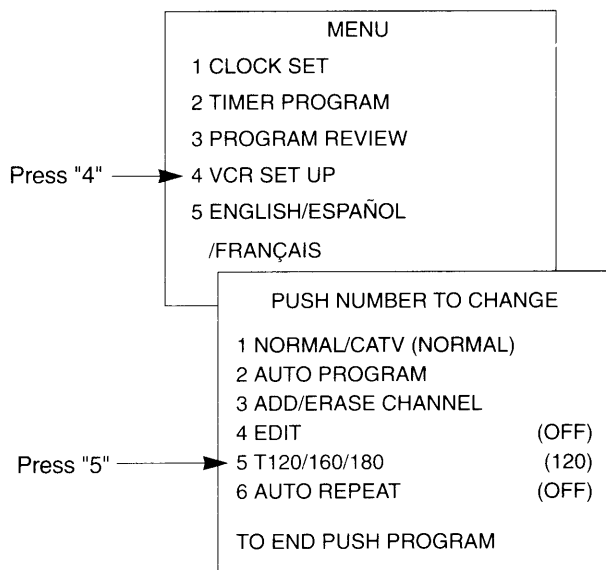 MENU
1 CLOCK SET
2 TIMER PROGRAM
3 PROGRAM REVIEW
Press "4"
4 VCR SET UP
5 ENGLISH/ESPAÑOL
/FRANÇAIS
PUSH NUMBER TO CHANGE
1 NORMAL/CATV (NORMAL)
2 AUTO PROGRAM
3 ADD/ERASE CHANNEL
4 EDIT (OFF)
Press "5"
5 T120/160/180 (120)
6 AUTO REPEAT (OFF)
TO END PUSH PROGRAM